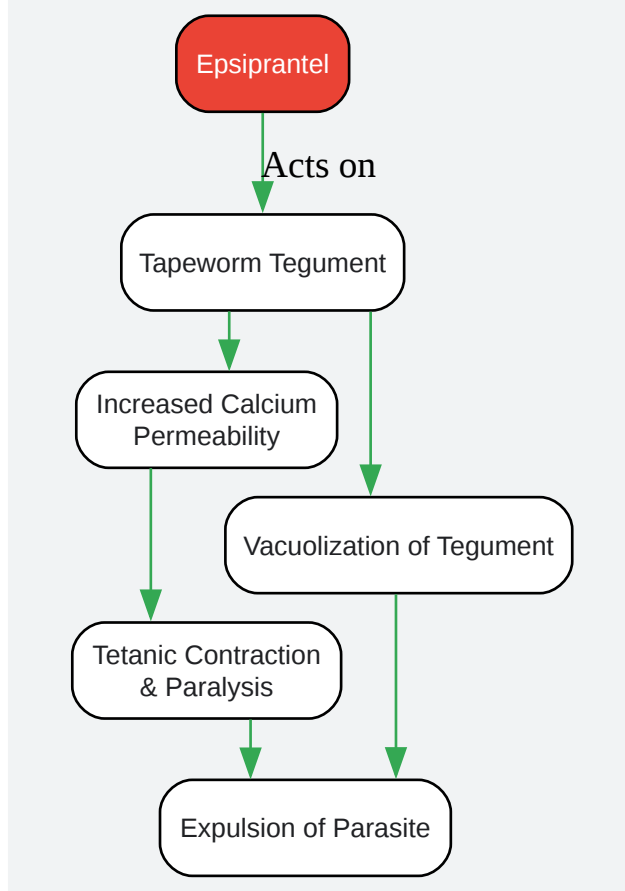 Epsiprantel
Acts on
Tapeworm Tegument
Increased Calcium
Permeability
Vacuolization of Tegument
Tetanic Contraction
& Paralysis
Expulsion of Parasite